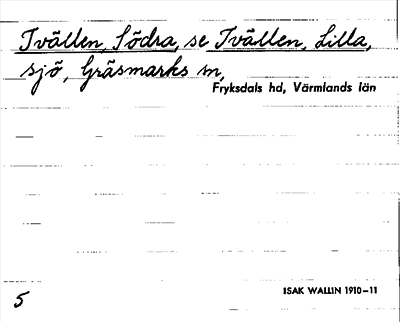 Tvällen, Södra, se Tvällen, Lilla,
sjö, Gräsmarks sn,
Fryksdals hd, Värmlands län
ISAK WALLIN 1910–11
5